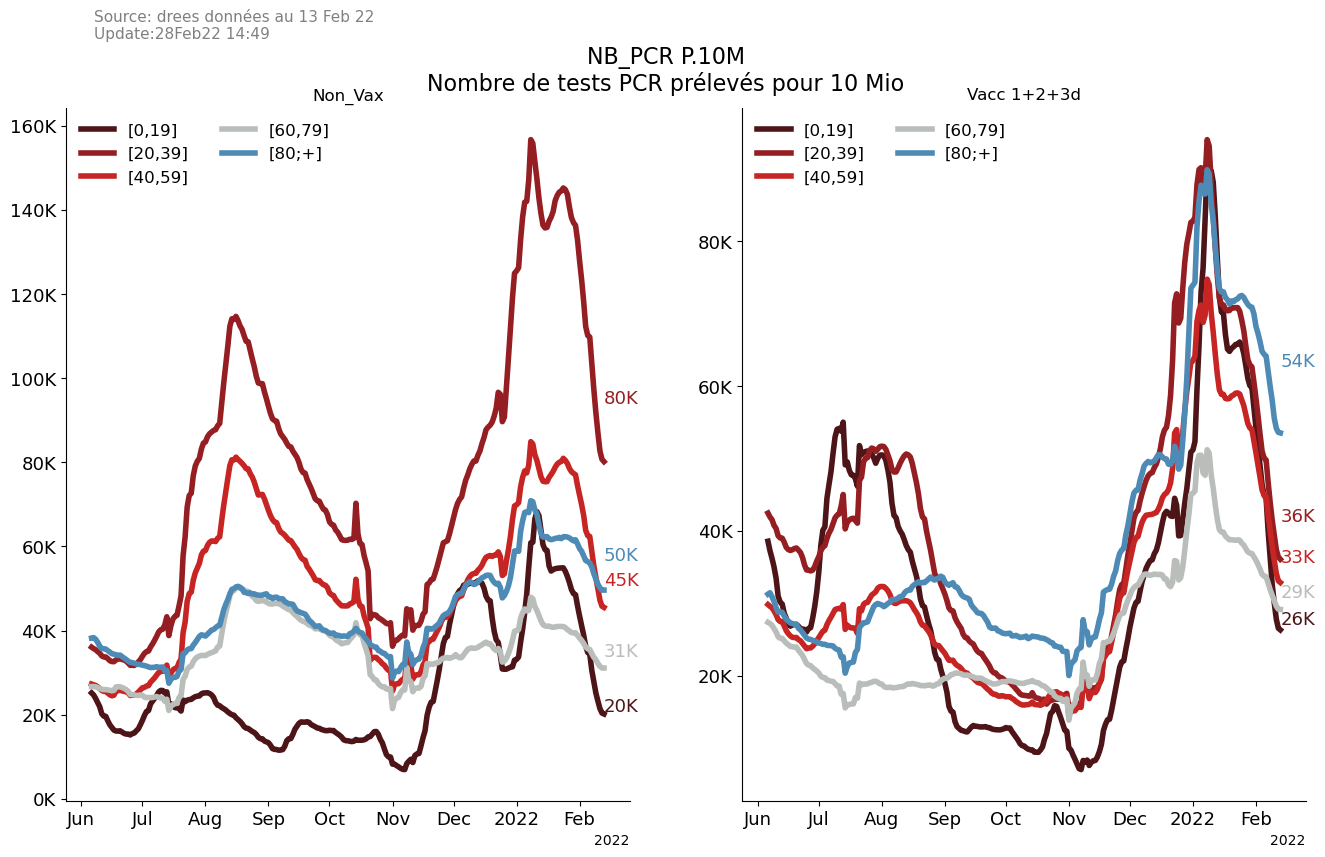 Source: drees données au 13 Feb 22
Update:28Feb22 14:49
NB_PCR P.10M
Nombre de tests PCR prélevés pour 10 Mio
Non_Vax
[0,19]
[20,39]
[40,59]
[60,79]
[80;+]
160K
140K
120K
100K
80K
60K
40K
20K
0K
80K
50K
45K
31K
20K
Jun
Jul
Aug
Sep
Oct
Nov
Dec
2022
Feb
2022
Vacc 1+2+3d
[0,19]
[20,39]
[40,59]
[60,79]
[80;+]
80K
60K
40K
20K
54K
36K
33K
29K
26K
Jun
Jul
Aug
Sep
Oct
Nov
Dec
2022
Feb
2022